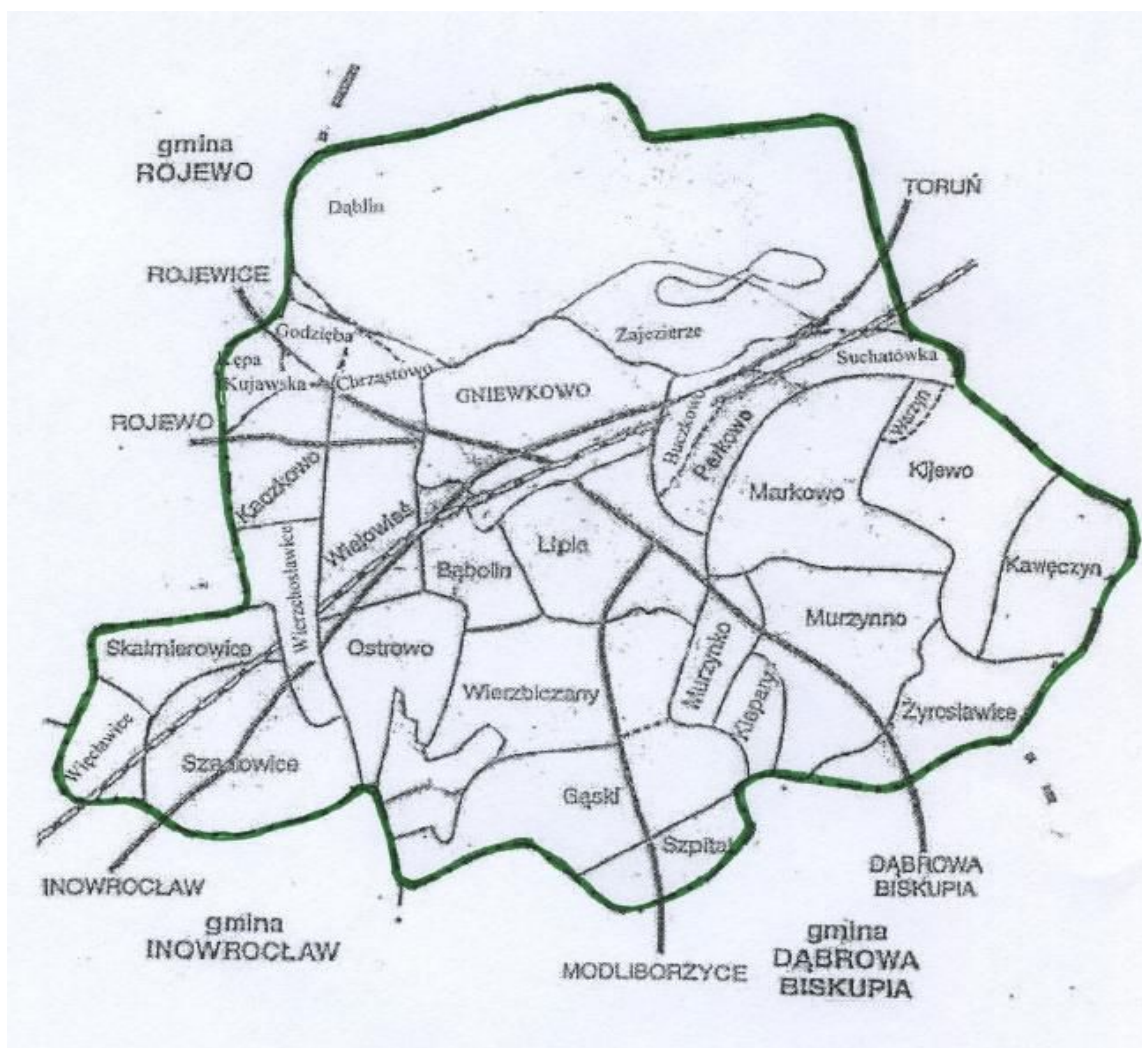 gmina
ROJEWO
TORUŃ
Dąblin
ROJEWICE
Godzięba
Zajezierze
Suchatówka
Kępa
Kujawska
Chrząstowo
GNIEWKOWO
ROJEWO
Buczkowo
Perkowo
Wierzchosławice
Kijewo
Kaczkowo
Markowo
Wielowieś
Lipie
Bąbolin
Kawęczyn
Murzynno
Skalmierowice
Ostrowo
Murzynko
Wierzbiczany
Klepary
Żyrosławice
Więcławice
Szadłowice
Gąski
Szpital
INOWROCŁAW
DĄBROWA
BISKUPIA
gmina
INOWROCŁAW
gmina
DĄBROWA
BISKUPIA
MODLIBORZYCE